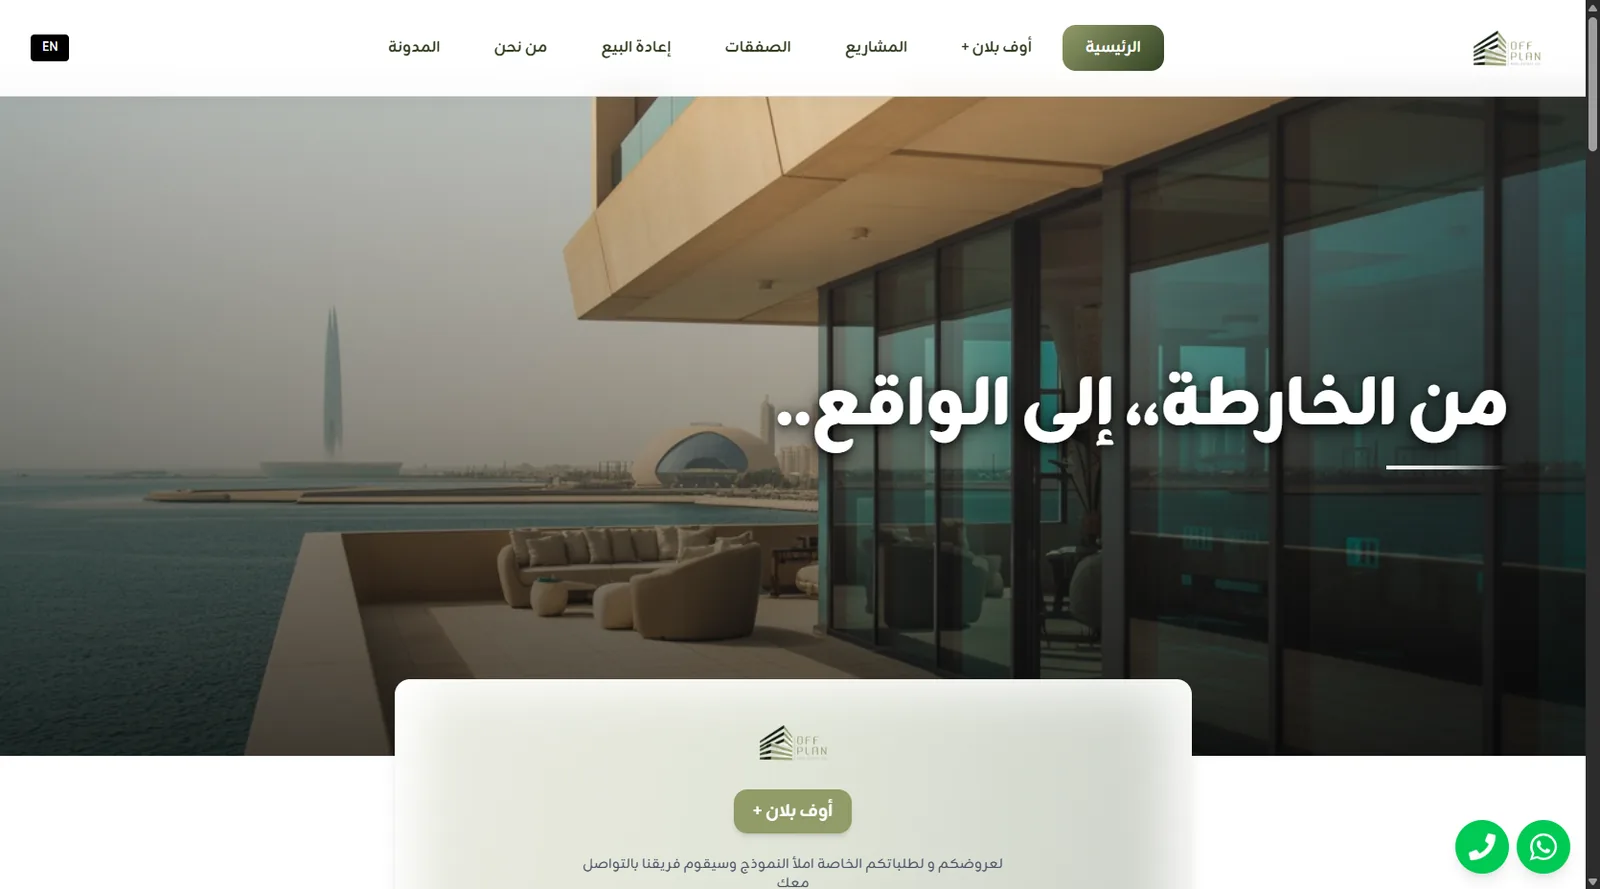 OFF
PLAN
الرئيسية
أوف بلان +
المشاريع
الصفقات
إعادة البيع
من نحن
المدونة
EN
من الخارطة،، إلى الواقع..
OFF
PLAN
أوف بلان +
لعروضكم و لطلباتكم الخاصة املأ النموذج وسيقوم فريقنا بالتواصل
معك